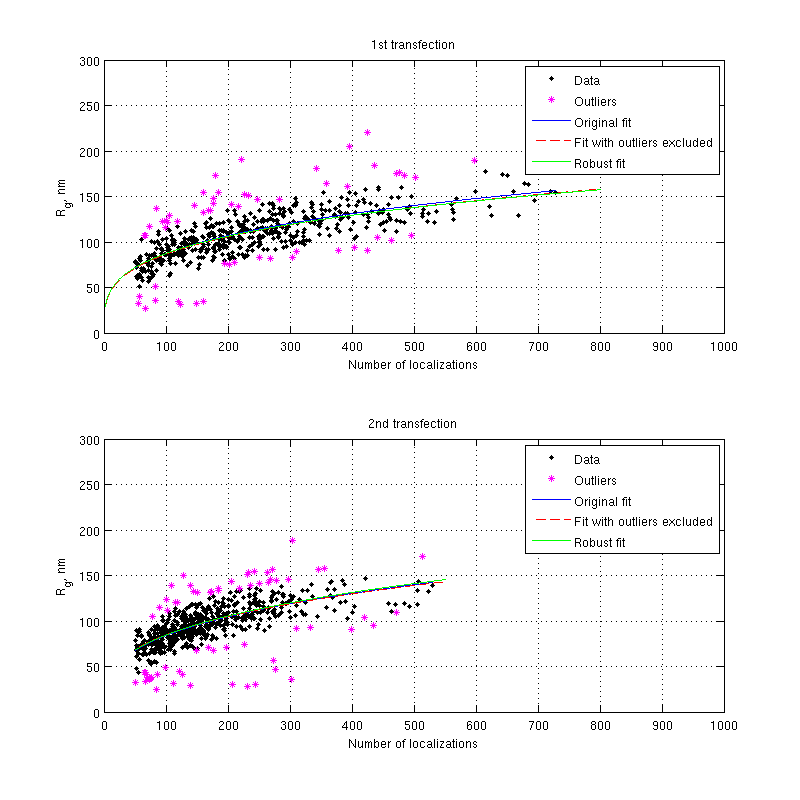 1st transfection
300
250
200
150
100
50
0
R_g, nm
0 100 200 300 400 500 600 700 800 900 1000
Number of localizations
Data
Outliers
Original fit
Fit with outliers excluded
Robust fit
2nd transfection
300
250
200
150
100
50
0
R_g, nm
0 100 200 300 400 500 600 700 800 900 1000
Number of localizations
Data
Outliers
Original fit
Fit with outliers excluded
Robust fit